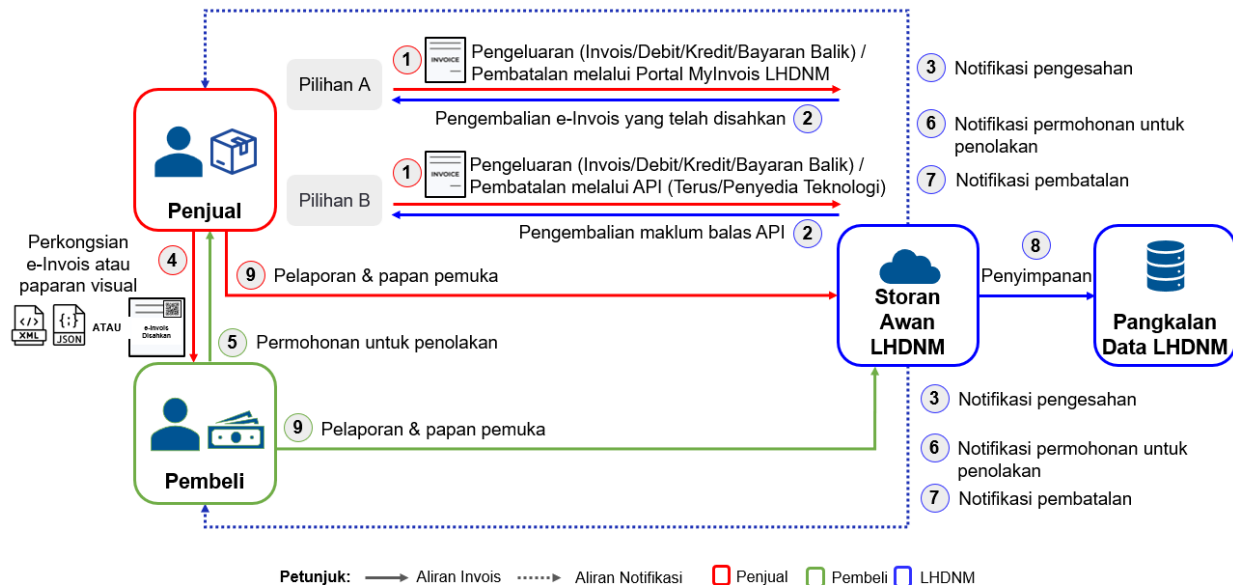 Pilihan A
1
INVOICE
Pengeluaran (Invois/Debit/Kredit/Bayaran Balik) /
Pembatalan melalui Portal MyInvois LHDNM
Pengembalian e-Invois yang telah disahkan
2
3
Notifikasi pengesahan
6
Notifikasi permohonan untuk
penolakan
7
Notifikasi pembatalan
Penjual
Pilihan B
1
INVOICE
Pengeluaran (Invois/Debit/Kredit/Bayaran Balik) /
Pembatalan melalui API (Terus/Penyedia Teknologi)
Pengembalian maklum balas API
2
Perkongsian
e-Invois atau
paparan visual
4
XML
{;}
JSON
ATAU
e-Invois
Disahkan
9
Pelaporan & papan pemuka
Storan
Awan
LHDNM
8
Penyimpanan
Pangkalan
Data LHDNM
5
Permohonan untuk penolakan
Pembeli
9
Pelaporan & papan pemuka
3
Notifikasi pengesahan
6
Notifikasi permohonan untuk
penolakan
7
Notifikasi pembatalan
Petunjuk:
Aliran Invois
Aliran Notifikasi
Penjual
Pembeli
LHDNM